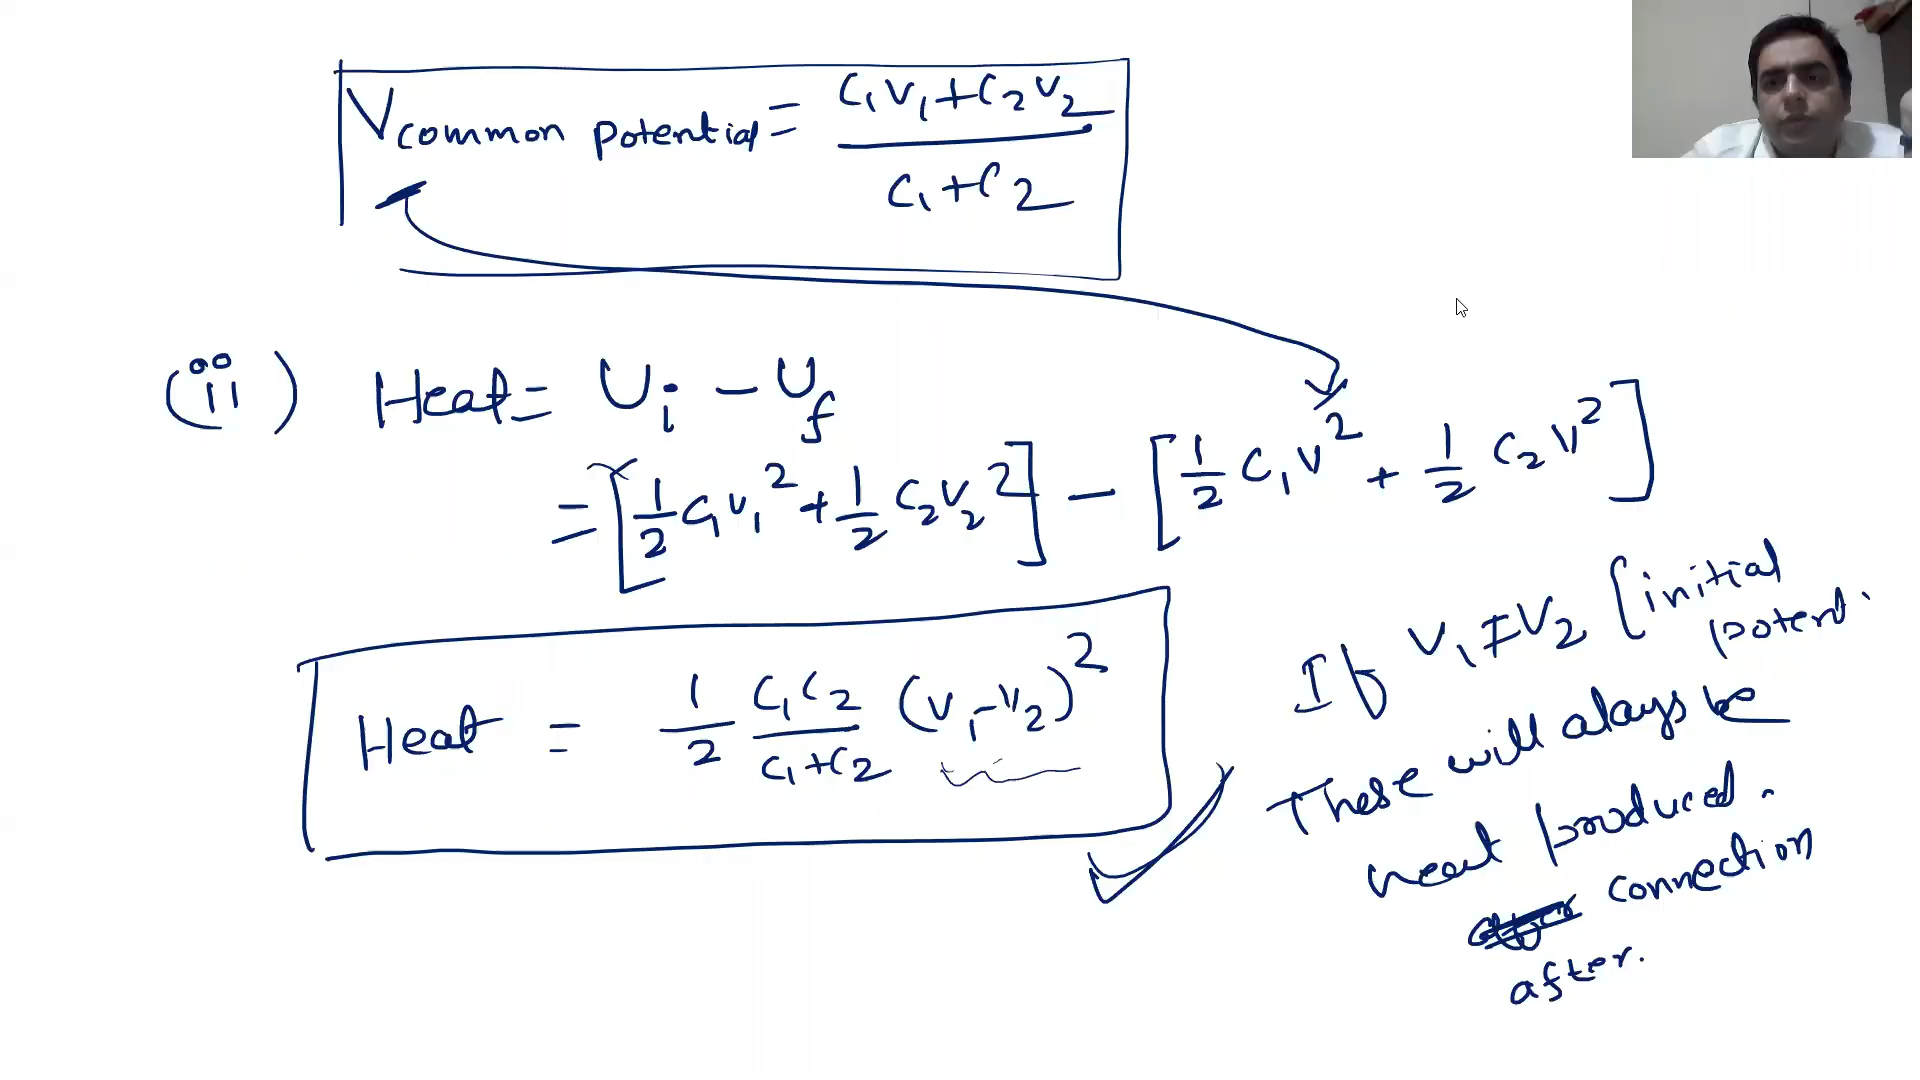 V common potential = (C₁V₁+C₂V₂)/(C₁+C₂)
(ii) Heat = Ui - Uf
= [1/2 C₁V₁² + 1/2 C₂V₂²] - [1/2 C₁V² + 1/2 C₂V²]
Heat = 1/2 C₁C₂/(C₁+C₂) (V₁-V₂)²
If V₁≠V₂ [initial
potent.
These will alays be
heat produced.
connection
after.